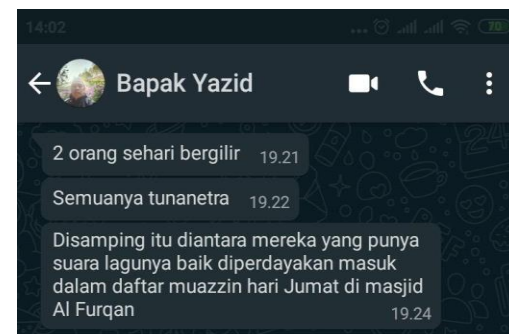 14:02
70
Bapak Yazid
2 orang sehari bergilir 19.21
Semuanya tunanetra 19.22
Disamping itu diantara mereka yang punya
suara lagunya baik diperdayakan masuk
dalam daftar muazzin hari Jumat di masjid
Al Furqan 19.24